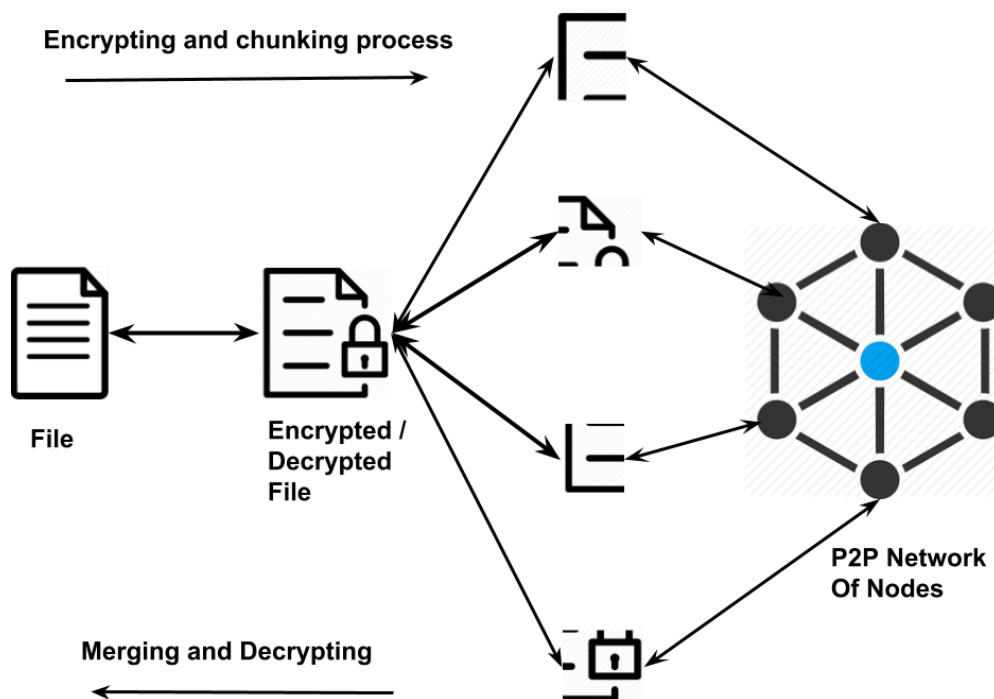 Encrypting and chunking process
File
Encrypted /
Decrypted
File
P2P Network
Of Nodes
Merging and Decrypting